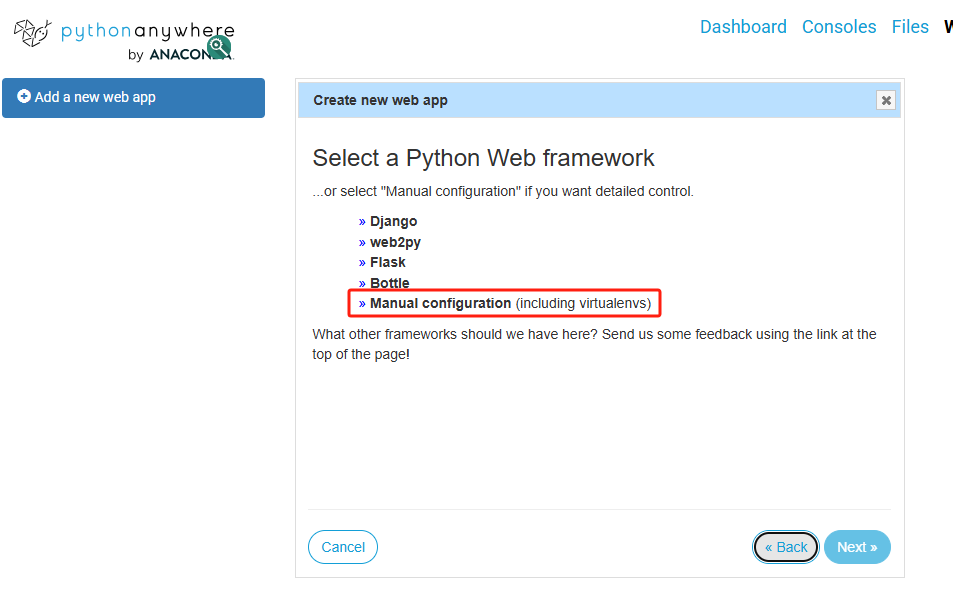 pythonanywhere
by ANACONDA.
Dashboard Consoles Files W
Add a new web app
Create new web app
Select a Python Web framework
...or select "Manual configuration" if you want detailed control.
» Django
» web2py
» Flask
» Bottle
» Manual configuration (including virtualenvs)
What other frameworks should we have here? Send us some feedback using the link at the
top of the page!
Cancel
« Back
Next »